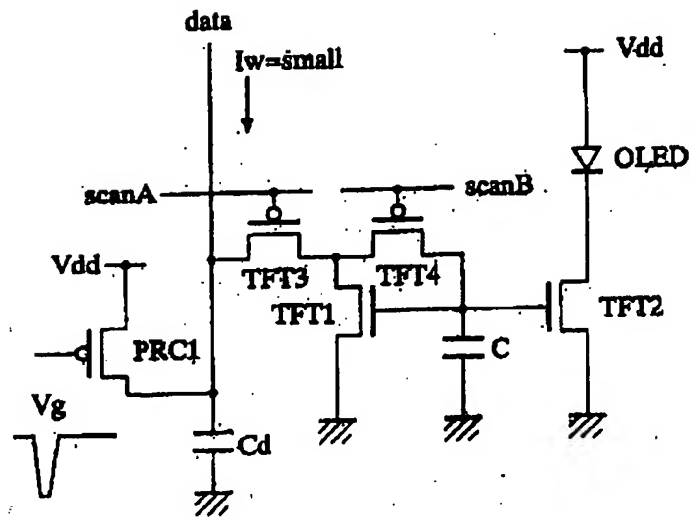 data
Iw=small
Vdd
OLED
scanA
scanB
Vdd
TFT3
TFT4
TFT1
TFT2
PRC1
C
Vg
Cd